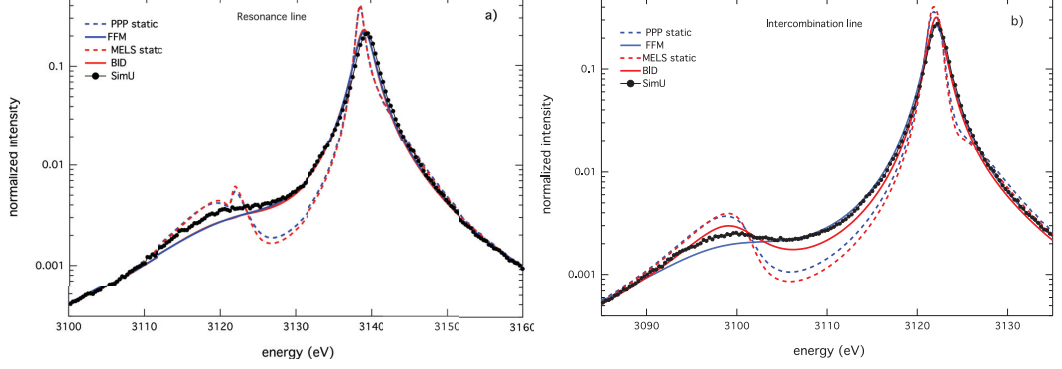 Resonance line
a)
PPP static
FFM
MELS static
BID
SimU
normalized intensity
0.1
0.01
0.001
3100
3110
3120
3130
3140
3150
3160
energy (eV)
Intercombination line
b)
PPP static
FFM
MELS static
BID
SimU
normalized intensity
0.1
0.01
0.001
3090
3100
3110
3120
3130
energy (eV)